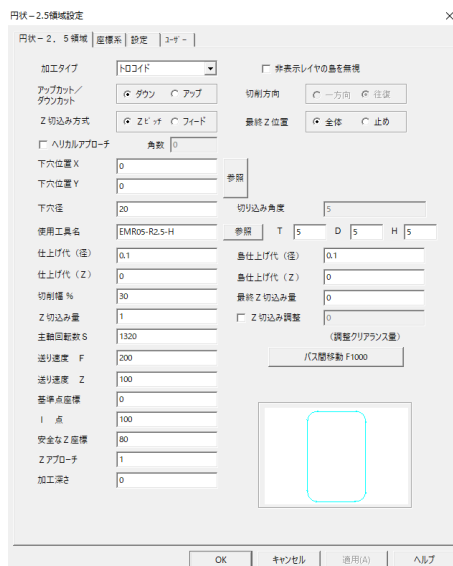 円状－2.5領域設定
円状－２．５領域 座標系 設定 ﾕｰｻﾞｰ
加工タイプ トロコイド 非表示レイヤの島を無視
アップカット／ダウンカット ダウン アップ 切削方向 一方向 往復
Ｚ切込み方式 Ｚピッチ フィード 最終Ｚ位置 全体 止め
ヘリカルアプローチ 角数 0
下穴位置Ｘ 0 参照
下穴位置Ｙ 0
下穴径 20 切り込み角度 5
使用工具名 EMR05-R2.5-H 参照 T 5 D 5 H 5
仕上げ代（径） 0.1 島仕上げ代（径） 0.1
仕上げ代（Ｚ） 0 島仕上げ代（Ｚ） 0
切削幅 % 30 最終Ｚ切込み量 0
Ｚ切込み量 1 Ｚ切込み調整 0
主軸回転数Ｓ 1320 （調整クリアランス量）
送り速度 Ｆ 200 パス間移動 F1000
送り速度 Ｚ 100
基準点座標 0
Ｉ 点 100
安全なＺ座標 80
Ｚアプローチ 1
加工深さ 0
OK キャンセル 適用(A) ヘルプ